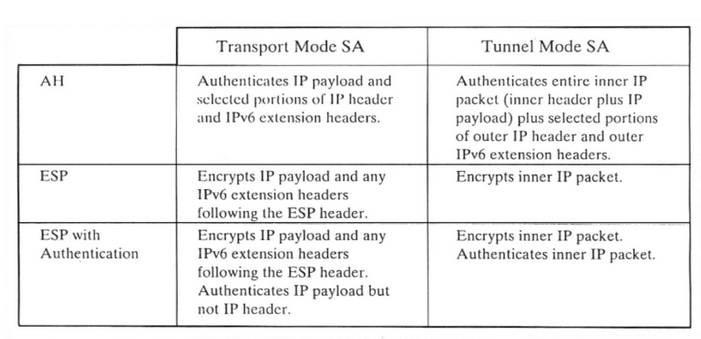 Transport Mode SA
Tunnel Mode SA
AH
Authenticates IP payload and
selected portions of IP header
and IPv6 extension headers.
Authenticates entire inner IP
packet (inner header plus IP
payload) plus selected portions
of outer IP header and outer
IPv6 extension headers.
ESP
Encrypts IP payload and any
IPv6 extension headers
following the ESP header.
Encrypts inner IP packet.
ESP with
Authentication
Encrypts IP payload and any
IPv6 extension headers
following the ESP header.
Authenticates IP payload but
not IP header.
Encrypts inner IP packet.
Authenticates inner IP packet.